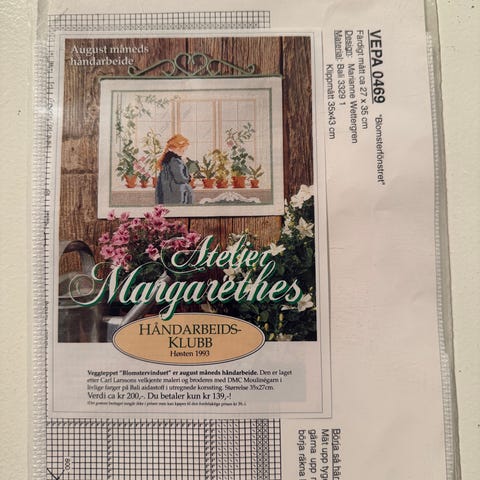 August måneds
håndarbeide
Atelier
Margarethes
HÅNDARBEIDS-
KLUBB
Høsten 1993
Veggteppet "Blomstervinduet" er august måneds håndarbeide. Den er laget
etter Carl Larssons velkjente maleri og broderes med DMC Moulinégarn i
livlige farger på Bali aidastoff i utregnede korssting. Størrelse 35x27cm.
Verdi ca kr 200,-. Du betaler kun kr 139,-!
VEPA 0469 "Blomsterfönstret"
Färdigt mått ca 27 x 35 cm
Design: Marianne Wettergren
Material: Bali 3329 1
Klippmått 35x43 cm
Börja så här
Mät upp tyge
gärna upp r
börja räkna